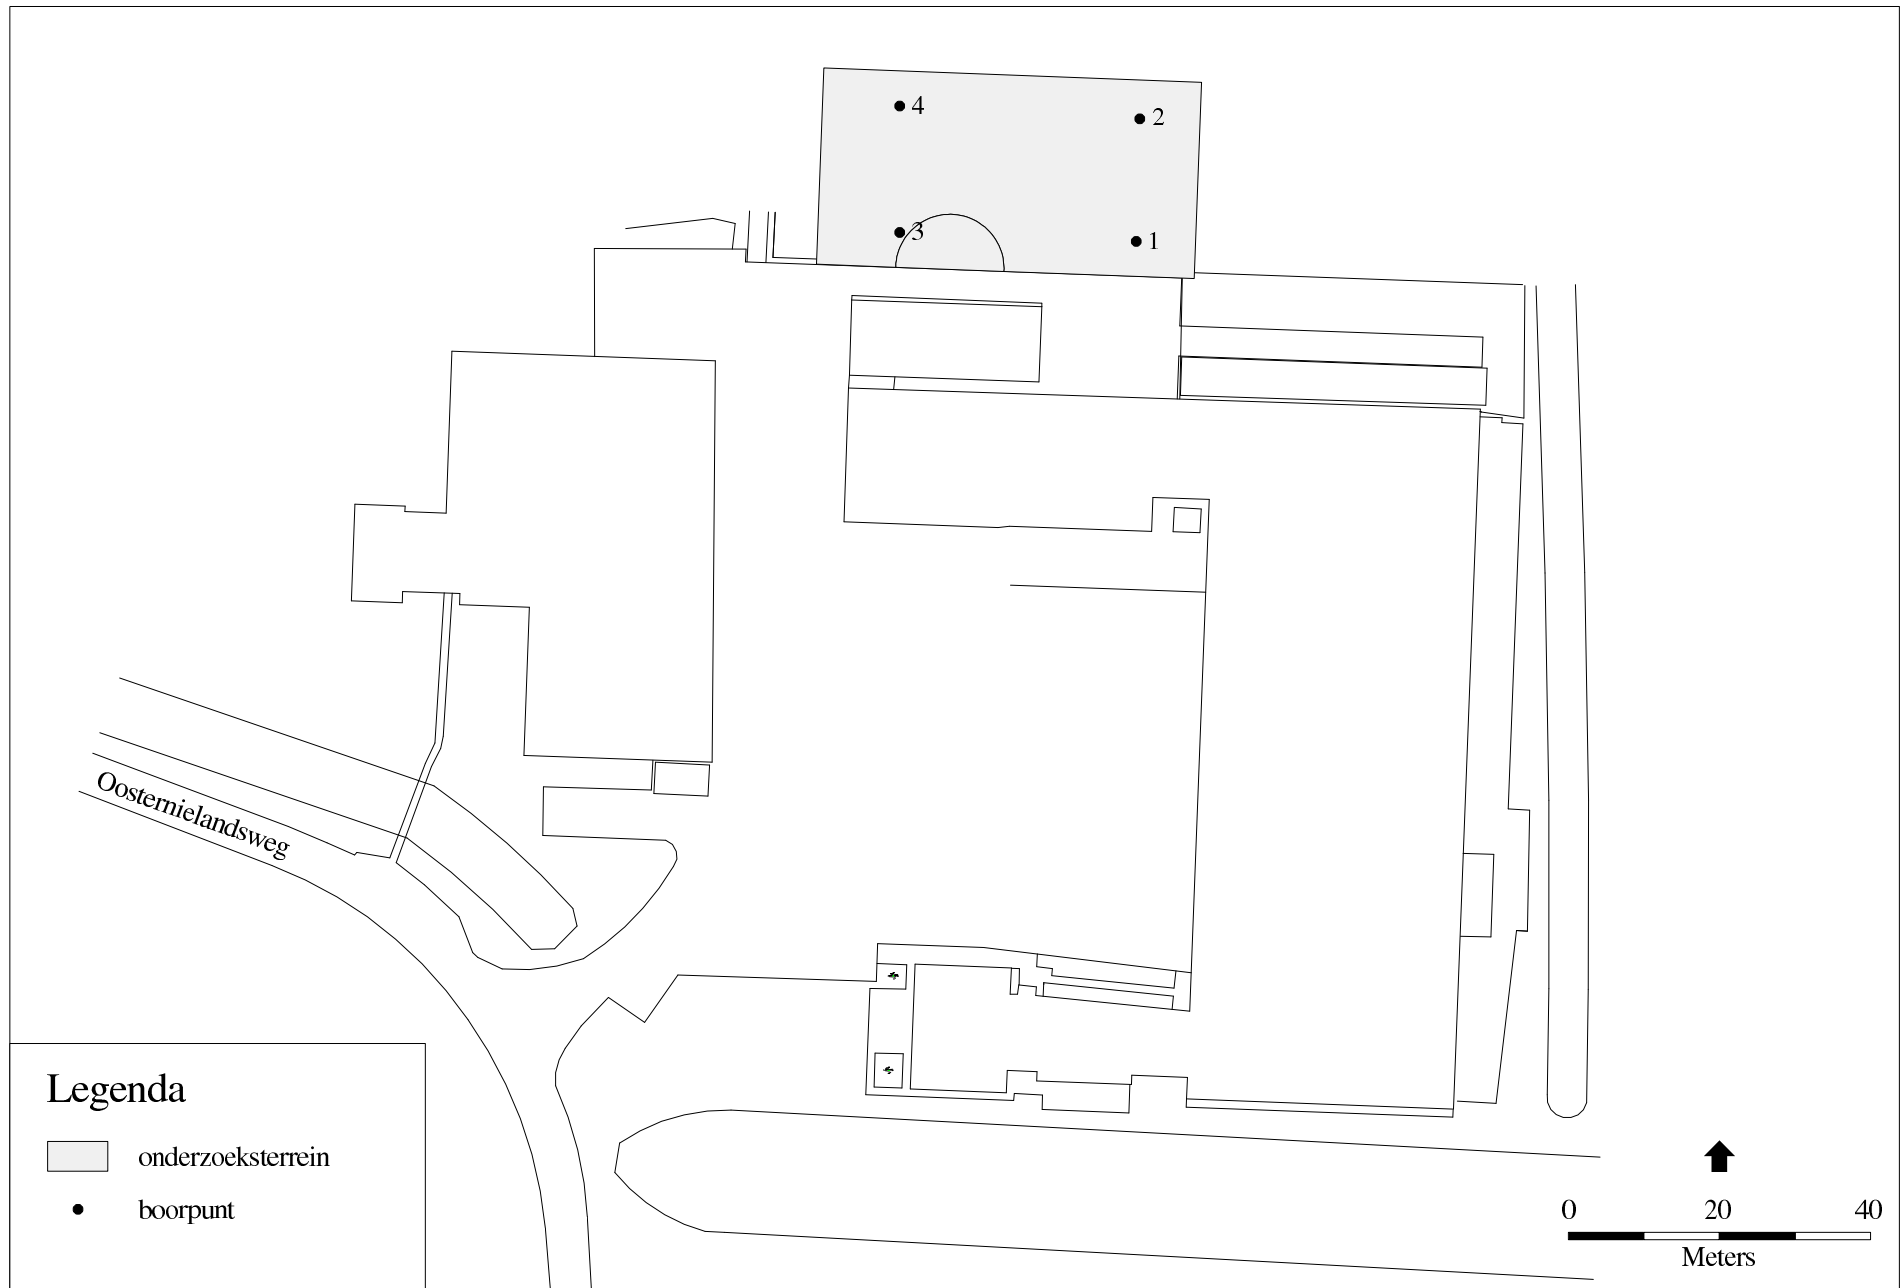 4
2
3
1
Oosternielandsweg
Legenda
onderzoeksterrein
boorpunt
0 20 40
Meters